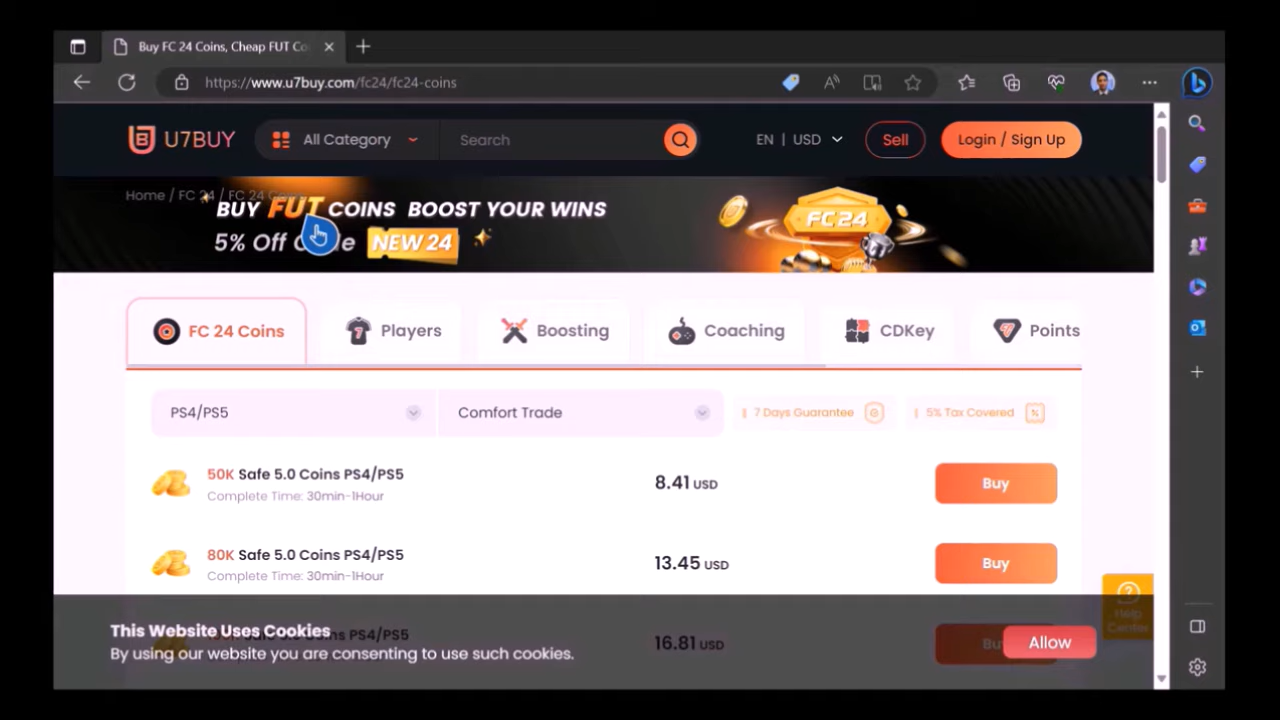 Buy FC 24 Coins, Cheap FUT Co
https://www.u7buy.com/fc24/fc24-coins
U7BUY
All Category
Search
EN | USD
Sell
Login / Sign Up
Home / FC 24 / FC 24 Coins
BUY FUT COINS BOOST YOUR WINS
5% Off
NEW 24
FC 24
FC 24 Coins
Players
Boosting
Coaching
CDKey
Points
PS4/PS5
Comfort Trade
7 Days Guarantee
5% Tax Covered
50K Safe 5.0 Coins PS4/PS5
Complete Time: 30min-1Hour
8.41 USD
Buy
80K Safe 5.0 Coins PS4/PS5
Complete Time: 30min-1Hour
13.45 USD
Buy
Help
Center
Coins PS4/PS5
16.81 USD
This Website Uses Cookies
By using our website you are consenting to use such cookies.
Allow